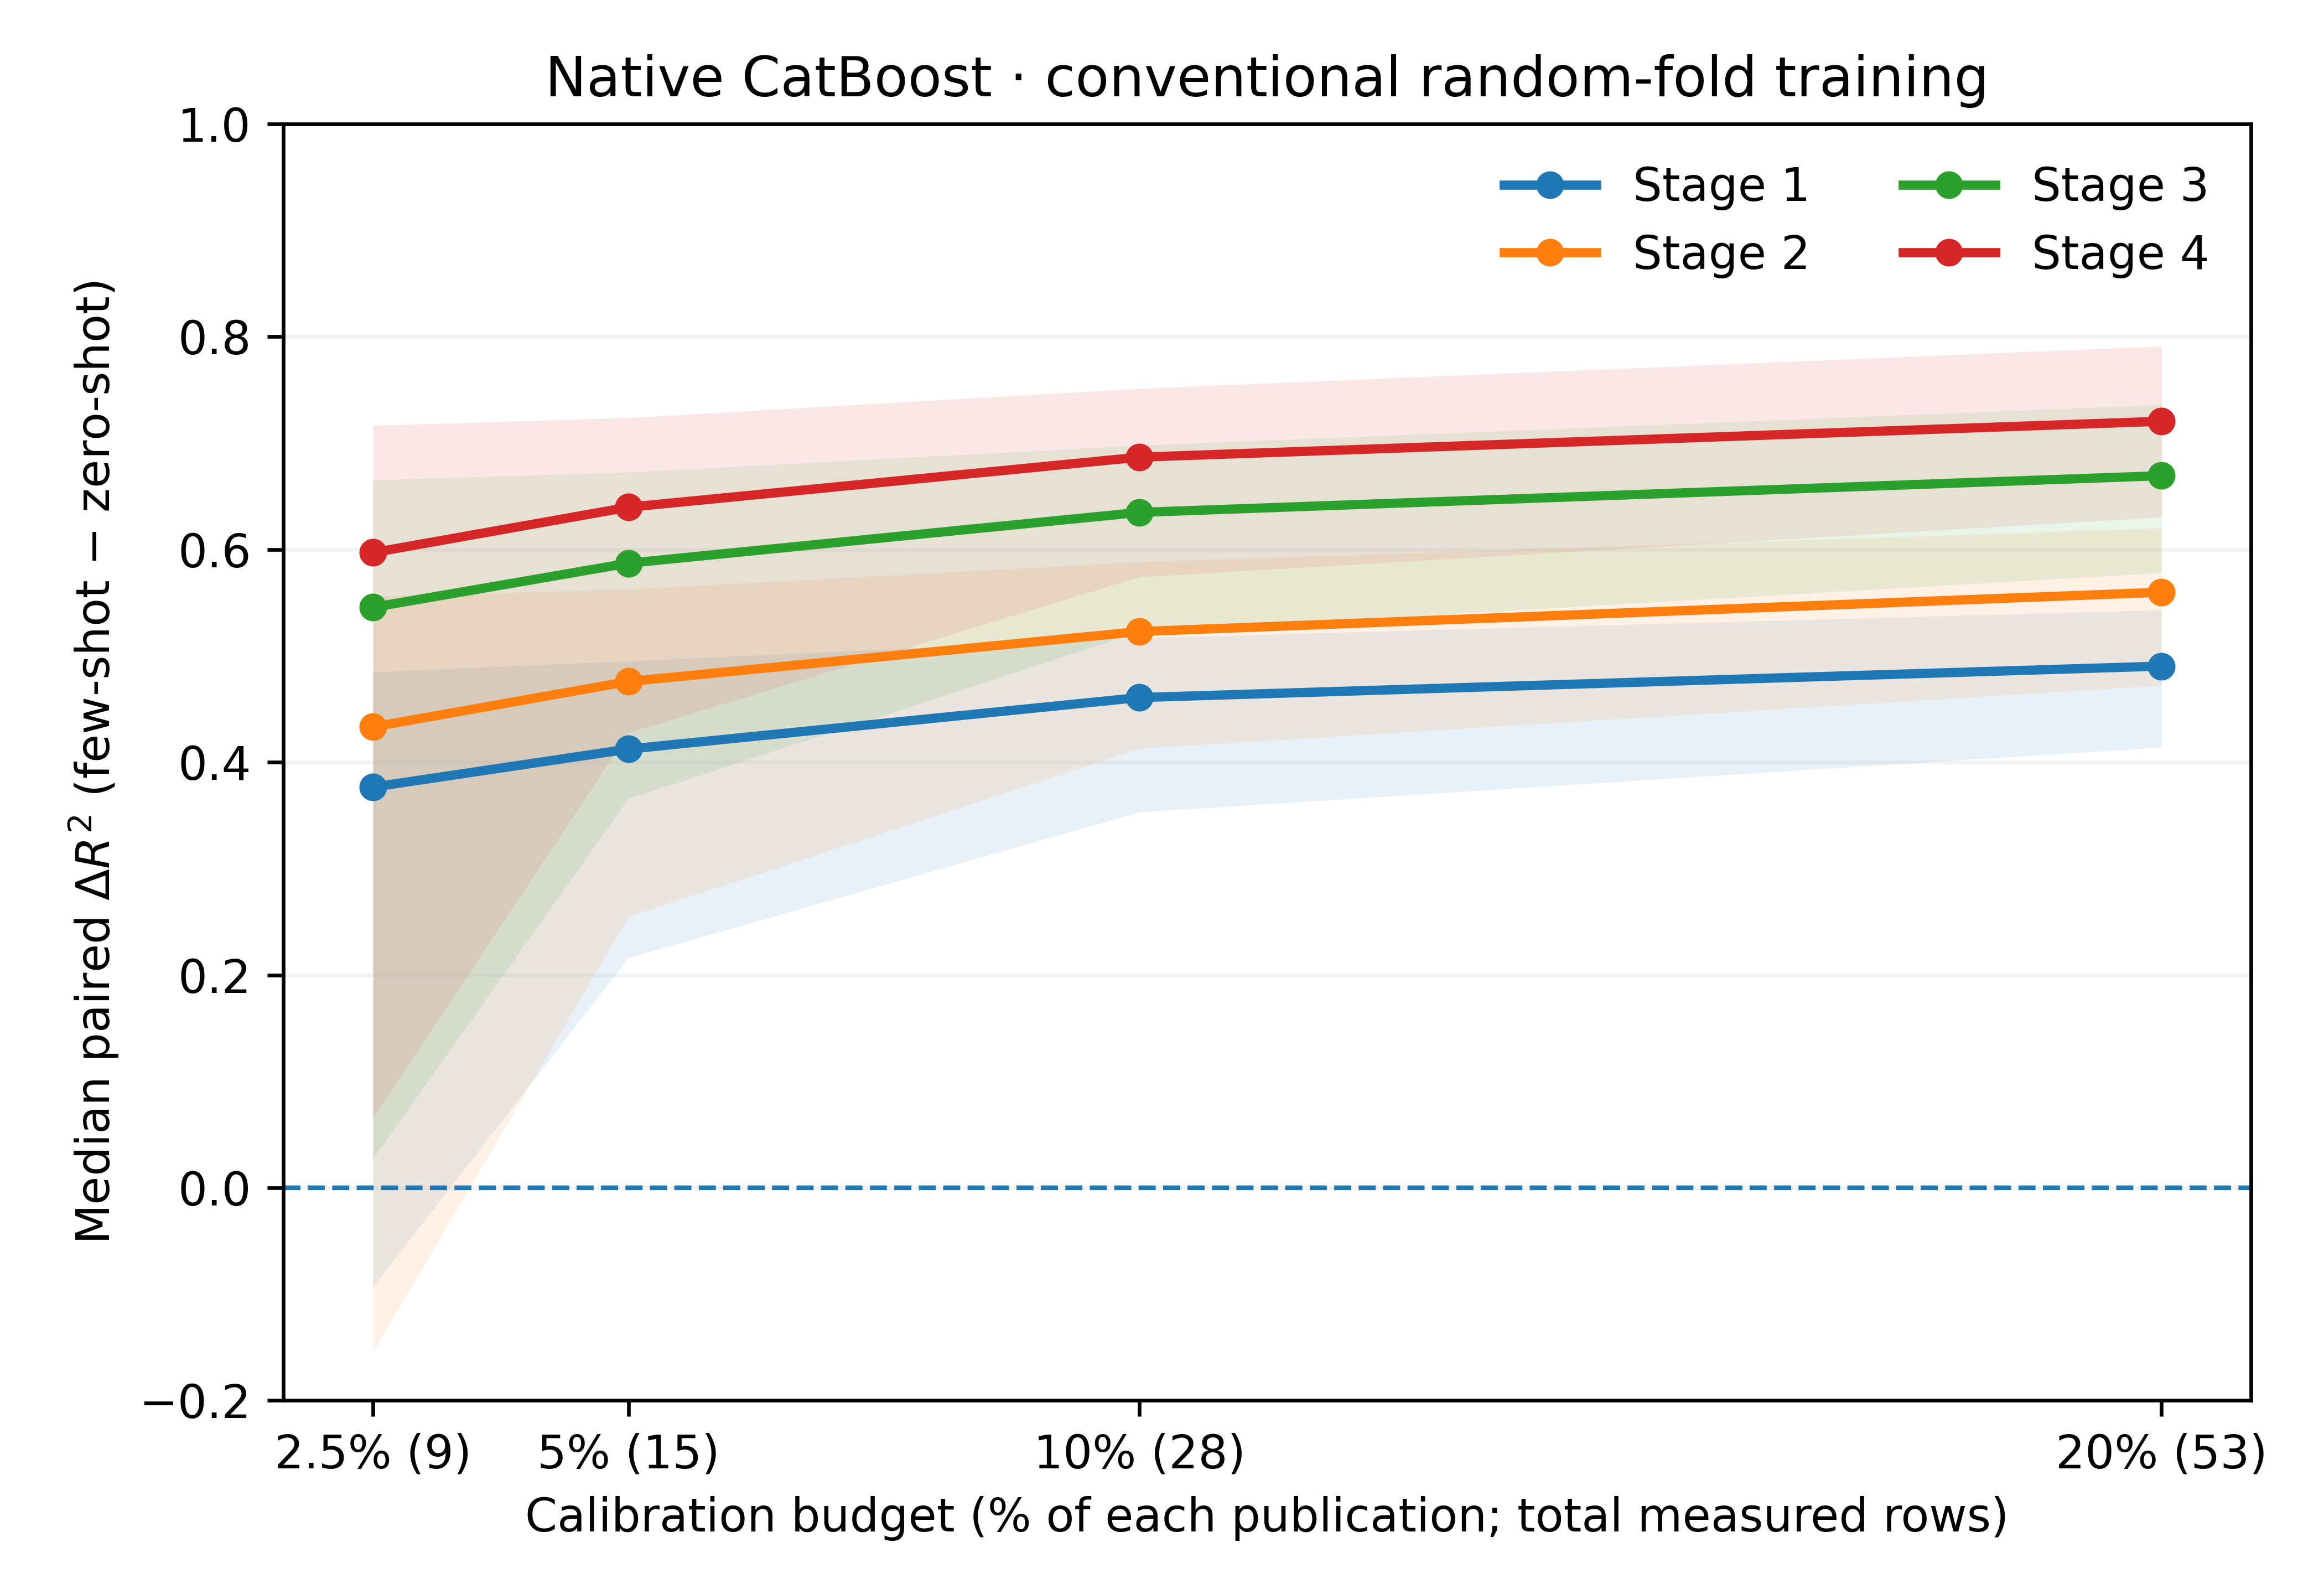 Native CatBoost · conventional random-fold training
Median paired ΔR² (few-shot − zero-shot)
1.0
0.8
0.6
0.4
0.2
0.0
−0.2
Stage 1
Stage 2
Stage 3
Stage 4
2.5% (9)
5% (15)
10% (28)
20% (53)
Calibration budget (% of each publication; total measured rows)